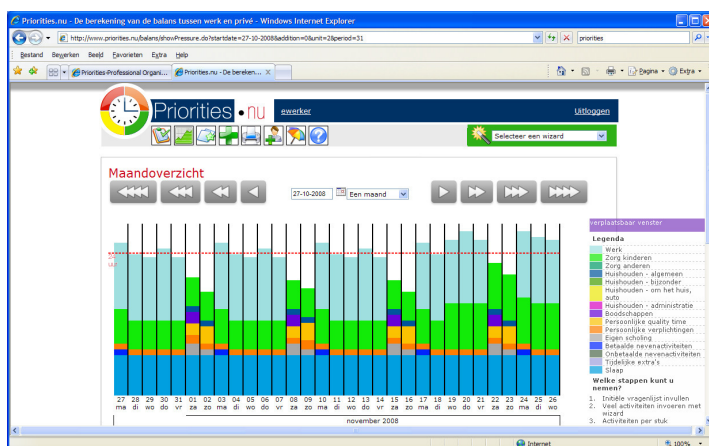 Priorities.nu - De berekening van de balans tussen werk en privé - Windows Internet Explorer
http://www.priorities.nu/balans/showPressure.do?startdate=27-10-2008&addition=0&unit=2&period=31
priorities
Bestand Bewerken Beeld Favorieten Extra Help
Priorities-Professional Organi...
Priorities.nu - De bereken...
Pagina
Extra
Priorities.nu
ewerker
Uitloggen
Selecteer een wizard
Maandoverzicht
27-10-2008
Een maand
uur
verplaatsbaar venster
Legenda
Werk
Zorg kinderen
Zorg anderen
Huishouden - algemeen
Huishouden - bijzonder
Huishouden - om het huis,
auto
Huishouden - administratie
Boodschappen
Persoonlijke quality time
Persoonlijke verplichtingen
Eigen scholing
Betaalde nevenactiviteiten
Onbetaalde nevenactiviteiten
Tijdelijke extra's
Slaap
Welke stappen kunt u
nemen?
1. Initiële vragenlijst invullen
2. Veel activiteiten invoeren met
wizard
3. Activiteiten per stuk
27 28 29 30 31 01 02 03 04 05 06 07 08 09 10 11 12 13 14 15 16 17 18 19 20 21 22 23 24 25 26
ma di wo do vr za zo ma di wo do vr za zo ma di wo do vr za zo ma di wo do vr za zo ma di wo
november 2008
Internet
100%